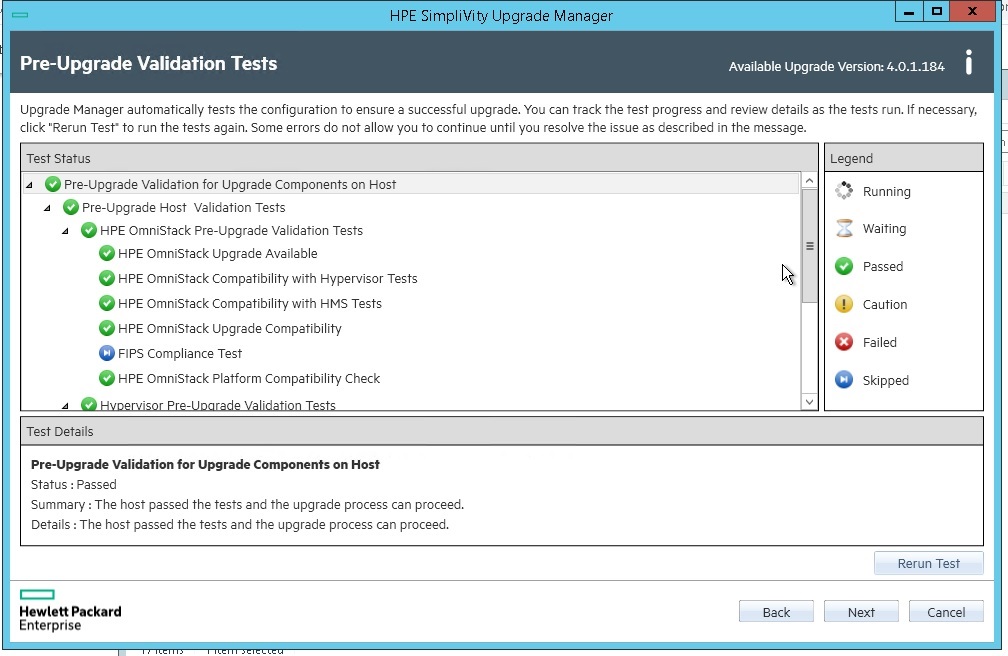 HPE SimpliVity Upgrade Manager
Pre-Upgrade Validation Tests
Available Upgrade Version: 4.0.1.184
Upgrade Manager automatically tests the configuration to ensure a successful upgrade. You can track the test progress and review details as the tests run. If necessary,
click "Rerun Test" to run the tests again. Some errors do not allow you to continue until you resolve the issue as described in the message.
Test Status
Pre-Upgrade Validation for Upgrade Components on Host
Pre-Upgrade Host Validation Tests
HPE OmniStack Pre-Upgrade Validation Tests
HPE OmniStack Upgrade Available
HPE OmniStack Compatibility with Hypervisor Tests
HPE OmniStack Compatibility with HMS Tests
HPE OmniStack Upgrade Compatibility
FIPS Compliance Test
HPE OmniStack Platform Compatibility Check
Hypervisor Pre-Upgrade Validation Tests
Legend
Running
Waiting
Passed
Caution
Failed
Skipped
Test Details
Pre-Upgrade Validation for Upgrade Components on Host
Status : Passed
Summary : The host passed the tests and the upgrade process can proceed.
Details : The host passed the tests and the upgrade process can proceed.
Rerun Test
Hewlett Packard
Enterprise
Back
Next
Cancel
17 items 1 item selected